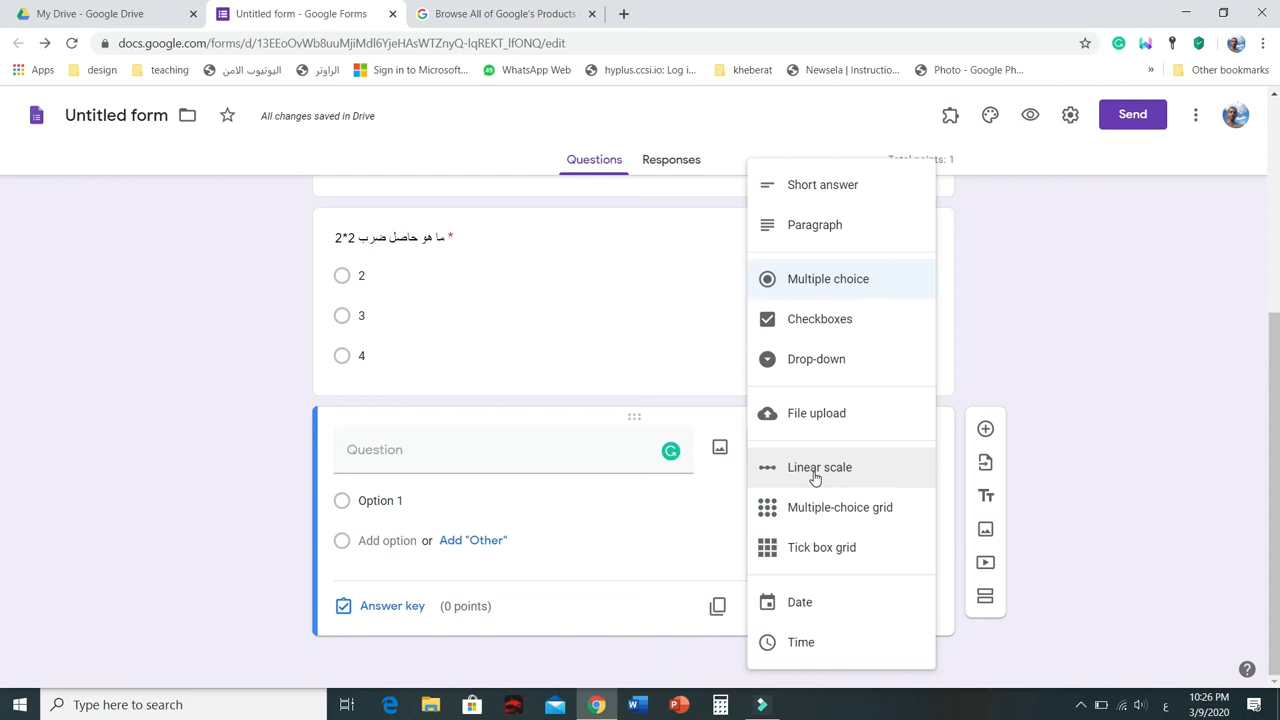 My Drive - Google Drive
Untitled form - Google Forms
Browse All of Google's Products
docs.google.com/forms/d/13EEoOvWb8uuMjiMdl6YjeHAsWTZnyQ-lqREKT_lfONQ/edit
Apps
design
teaching
اليوتيوب الامن
الراوتر
Sign in to Microsoft...
WhatsApp Web
hyplus.ccsi.io: Log i...
kheberat
Newsela | Instructio...
Photo - Google Ph...
»
Other bookmarks
Untitled form
All changes saved in Drive
Send
Questions
Responses
Total points: 1
ما هو حاصل ضرب 2*2 *
2
3
4
Question
Option 1
Add option or Add "Other"
Answer key (0 points)
Short answer
Paragraph
Multiple choice
Checkboxes
Drop-down
File upload
Linear scale
Multiple-choice grid
Tick box grid
Date
Time
Type here to search
ع
10:26 PM
3/9/2020